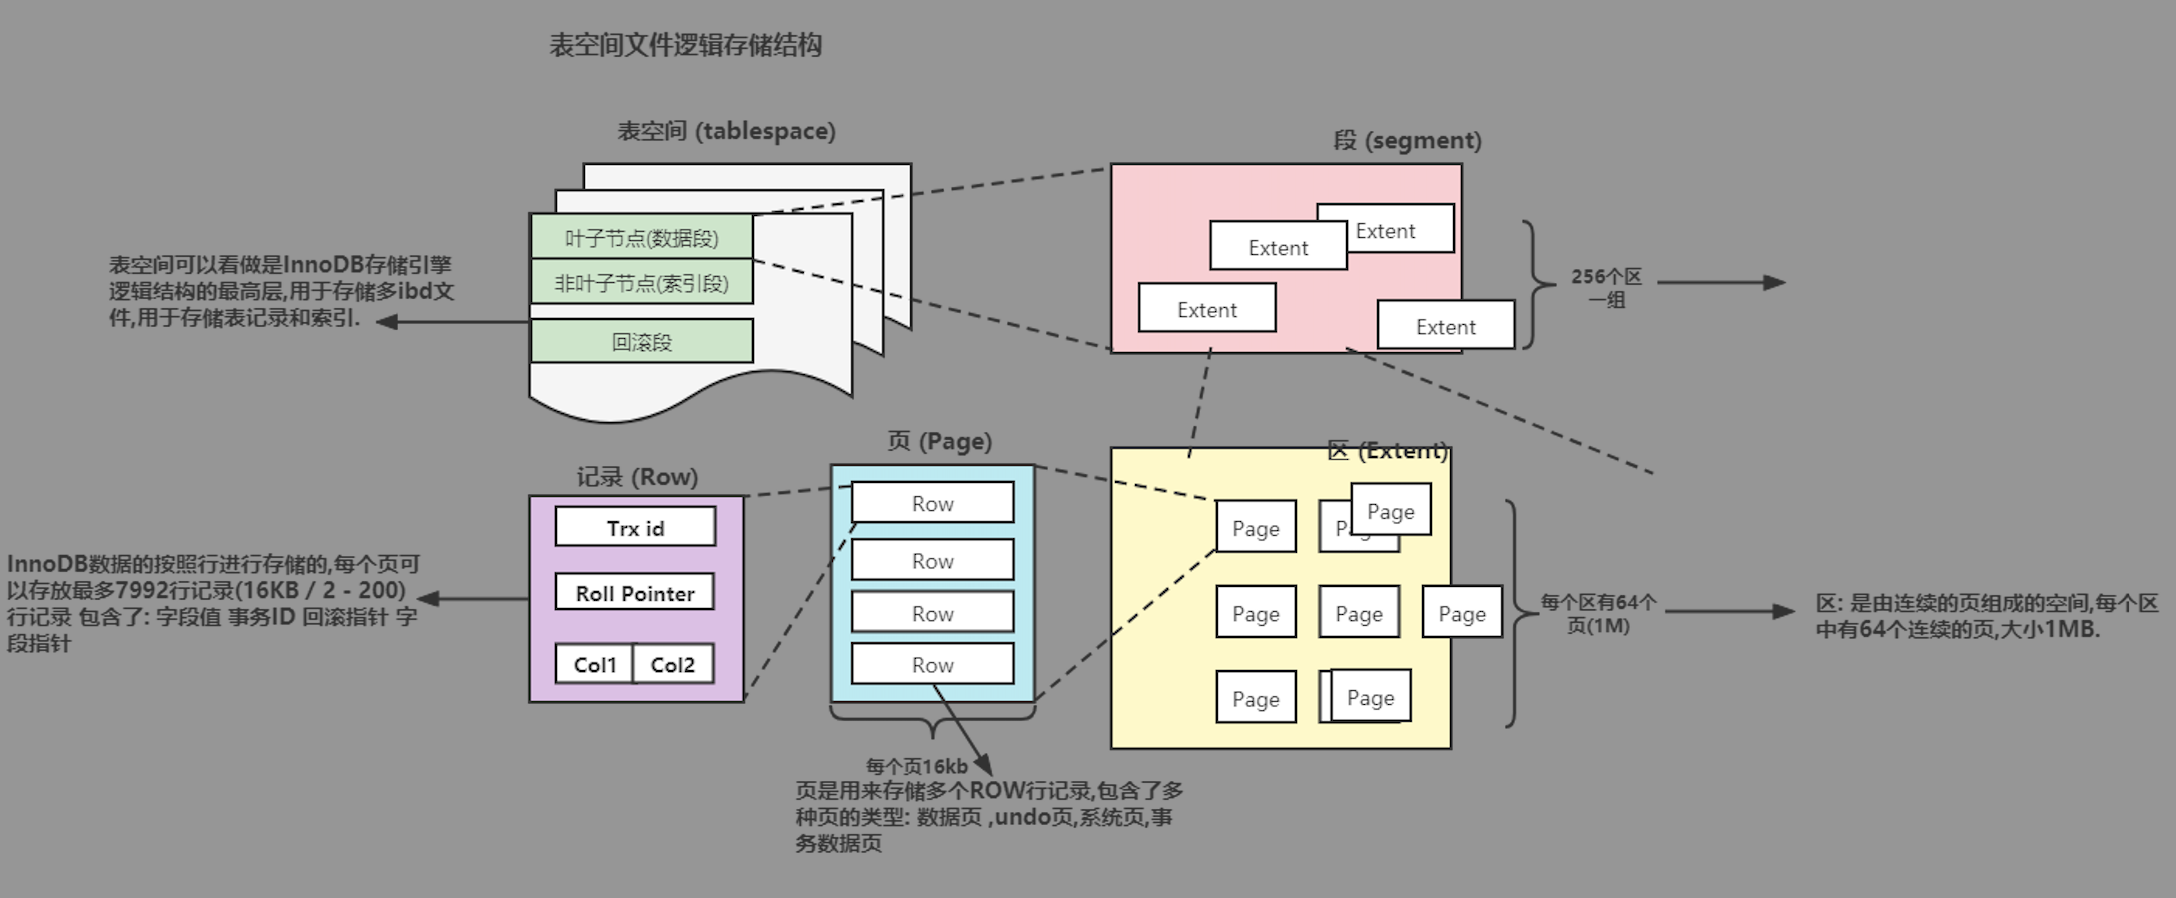 表空间文件逻辑存储结构
表空间 (tablespace)
叶子节点(数据段)
非叶子节点(索引段)
回滚段
表空间可以看做是InnoDB存储引擎
逻辑结构的最高层,用于存储多ibd文
件,用于存储表记录和索引.
段 (segment)
Extent
Extent
Extent
Extent
256个区
一组
记录 (Row)
Trx id
Roll Pointer
Col1
Col2
InnoDB数据的按照行进行存储的,每个页可
以存放最多7992行记录(16KB / 2 - 200)
行记录 包含了: 字段值 事务ID 回滚指针 字
段指针
页 (Page)
Row
Row
Row
Row
每个页16kb
页是用来存储多个ROW行记录,包含了多
种页的类型: 数据页 ,undo页,系统页,事
务数据页
区 (Extent)
Page
Page
Page
Page
Page
Page
Page
每个区有64个
页(1M)
区: 是由连续的页组成的空间,每个区
中有64个连续的页,大小1MB.